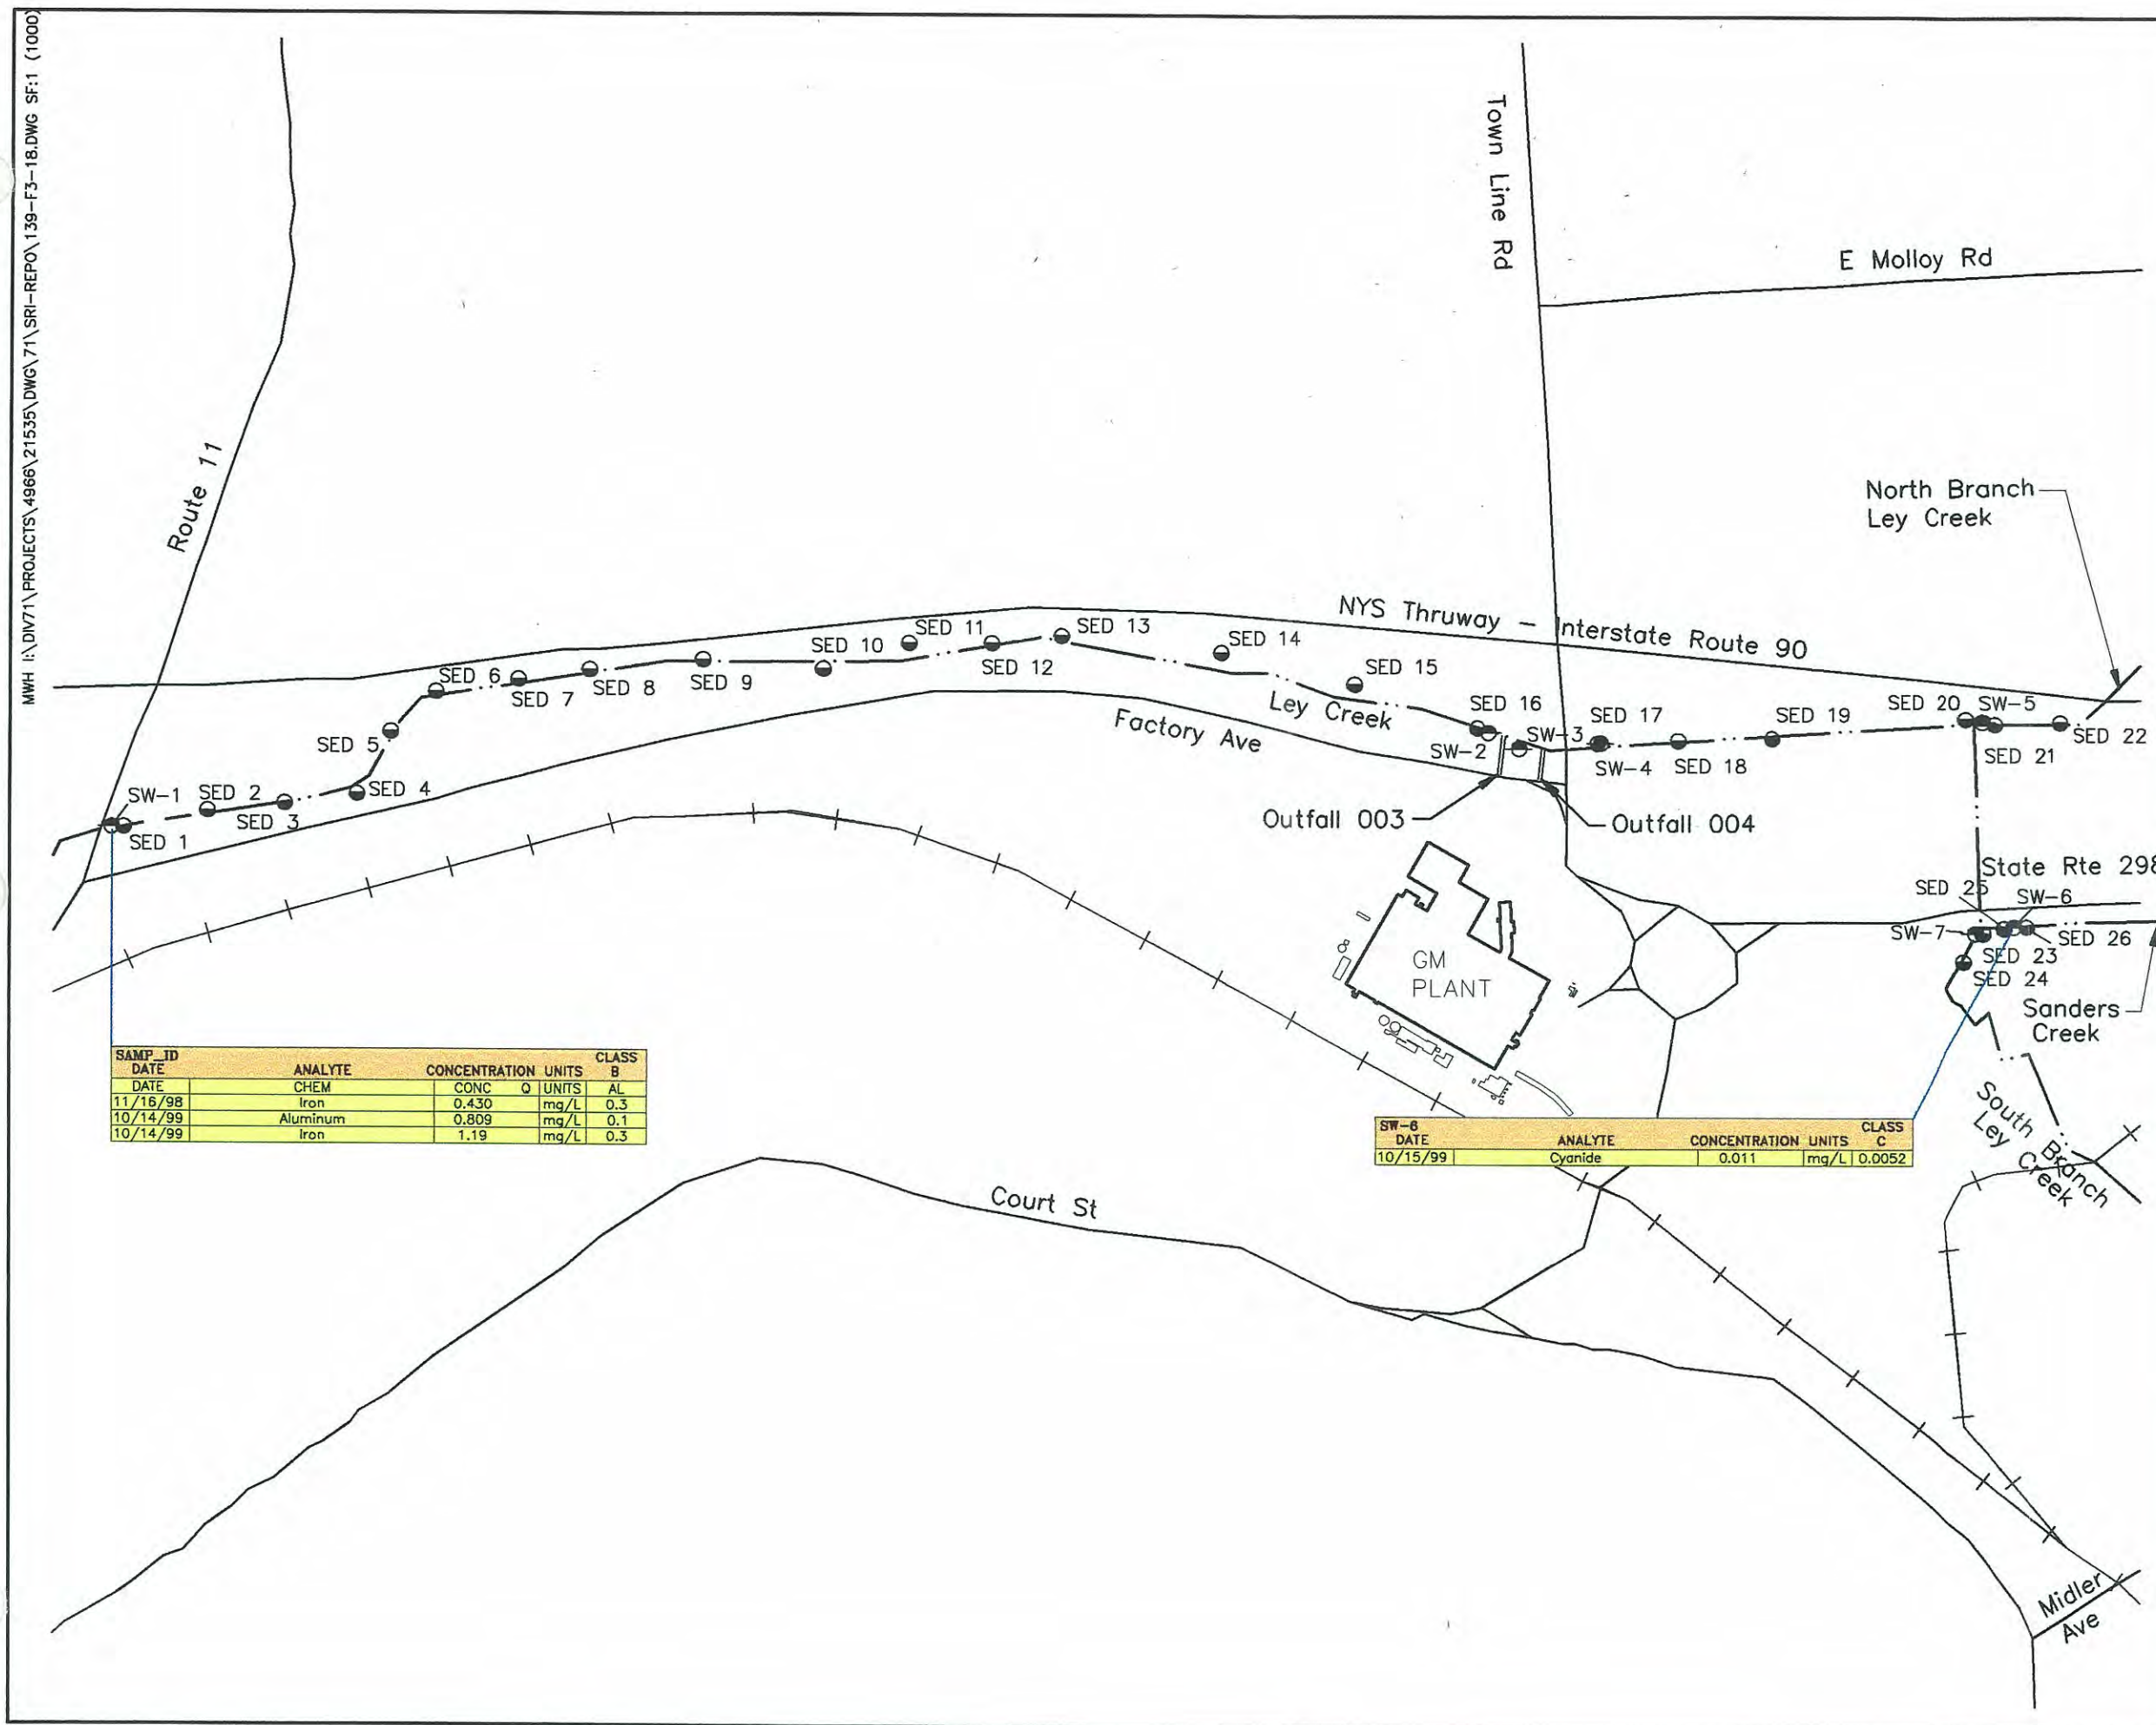 MWH I:\DIV71\PROJECTS\4966\21535\DWG\71\SRI-REPO\139-F3-18.DWG SF:1 (1000)
Town Line Rd
E Molloy Rd
Route 11
North Branch
Ley Creek
NYS Thruway - Interstate Route 90
SED 10
SED 11
SED 12
SED 13
SED 14
SED 15
SED 6
SED 7
SED 8
SED 9
SED 5
SED 4
SW-1
SED 2
SED 3
SED 1
Ley Creek
Factory Ave
SED 16
SW-2
SW-3
SED 17
SW-4
SED 18
SED 19
SED 20
SW-5
SED 21
SED 22
Outfall 003
Outfall 004
State Rte 298
SED 25
SW-6
SW-7
SED 26
SED 23
SED 24
Sanders
Creek
GM
PLANT
SAMP_ID CLASS
DATE ANALYTE CONCENTRATION UNITS B
DATE CHEM CONC Q UNITS AL
11/16/98 Iron 0.430 mg/L 0.3
10/14/99 Aluminum 0.809 mg/L 0.1
10/14/99 Iron 1.19 mg/L 0.3
SW-6 CLASS
DATE ANALYTE CONCENTRATION UNITS C
10/15/99 Cyanide 0.011 mg/L 0.0052
South Branch
Ley Creek
Court St
Midler
Ave